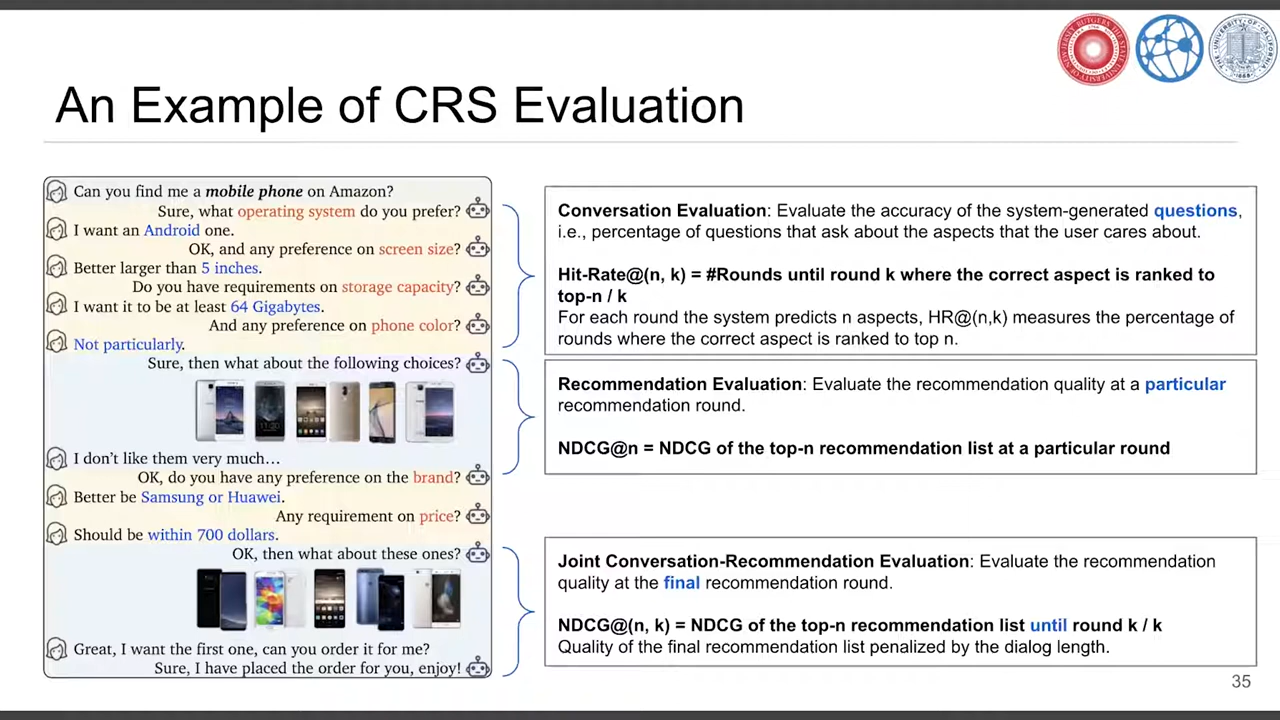 An Example of CRS Evaluation
Can you find me a mobile phone on Amazon?
Sure, what operating system do you prefer?
I want an Android one.
OK, and any preference on screen size?
Better larger than 5 inches.
Do you have requirements on storage capacity?
I want it to be at least 64 Gigabytes.
And any preference on phone color?
Not particularly.
Sure, then what about the following choices?
I don't like them very much…
OK, do you have any preference on the brand?
Better be Samsung or Huawei.
Any requirement on price?
Should be within 700 dollars.
OK, then what about these ones?
Great, I want the first one, can you order it for me?
Sure, I have placed the order for you, enjoy!
Conversation Evaluation: Evaluate the accuracy of the system-generated questions,
i.e., percentage of questions that ask about the aspects that the user cares about.
Hit-Rate@(n, k) = #Rounds until round k where the correct aspect is ranked to
top-n / k
For each round the system predicts n aspects, HR@(n,k) measures the percentage of
rounds where the correct aspect is ranked to top n.
Recommendation Evaluation: Evaluate the recommendation quality at a particular
recommendation round.
NDCG@n = NDCG of the top-n recommendation list at a particular round
Joint Conversation-Recommendation Evaluation: Evaluate the recommendation
quality at the final recommendation round.
NDCG@(n, k) = NDCG of the top-n recommendation list until round k / k
Quality of the final recommendation list penalized by the dialog length.
35